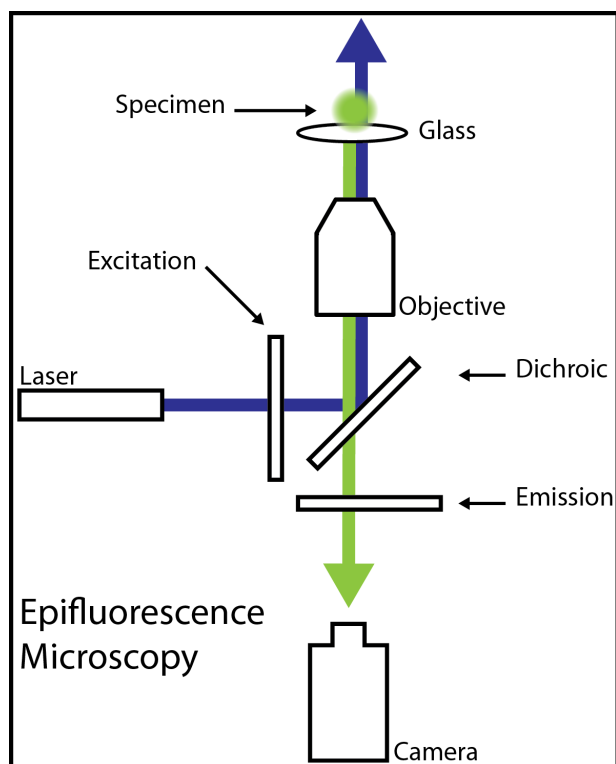 Specimen
Glass
Excitation
Objective
Laser
Dichroic
Emission
Epifluorescence
Microscopy
Camera